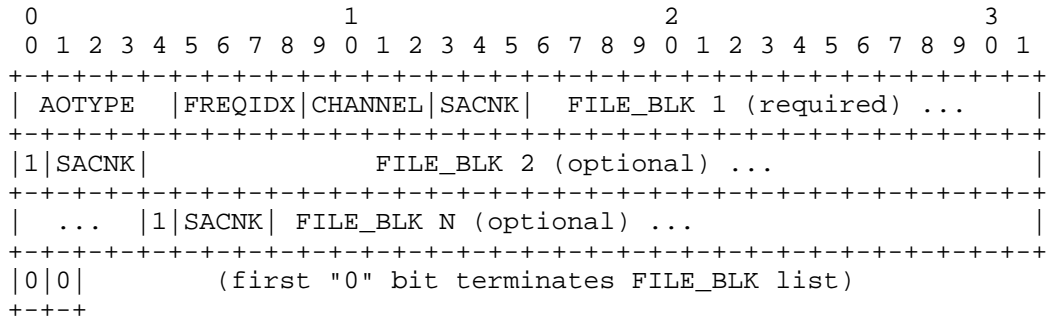 0                   1                   2                   3
 0 1 2 3 4 5 6 7 8 9 0 1 2 3 4 5 6 7 8 9 0 1 2 3 4 5 6 7 8 9 0 1
+-+-+-+-+-+-+-+-+-+-+-+-+-+-+-+-+-+-+-+-+-+-+-+-+-+-+-+-+-+-+-+-+
| AOTYPE  |FREQIDX|CHANNEL|SACNK|  FILE_BLK 1 (required) ...    |
+-+-+-+-+-+-+-+-+-+-+-+-+-+-+-+-+-+-+-+-+-+-+-+-+-+-+-+-+-+-+-+-+
|1|SACNK|              FILE_BLK 2 (optional) ...                |
+-+-+-+-+-+-+-+-+-+-+-+-+-+-+-+-+-+-+-+-+-+-+-+-+-+-+-+-+-+-+-+-+
|  ...  |1|SACNK| FILE_BLK N (optional) ...                     |
+-+-+-+-+-+-+-+-+-+-+-+-+-+-+-+-+-+-+-+-+-+-+-+-+-+-+-+-+-+-+-+-+
|0|0|        (first "0" bit terminates FILE_BLK list)
+-+-+